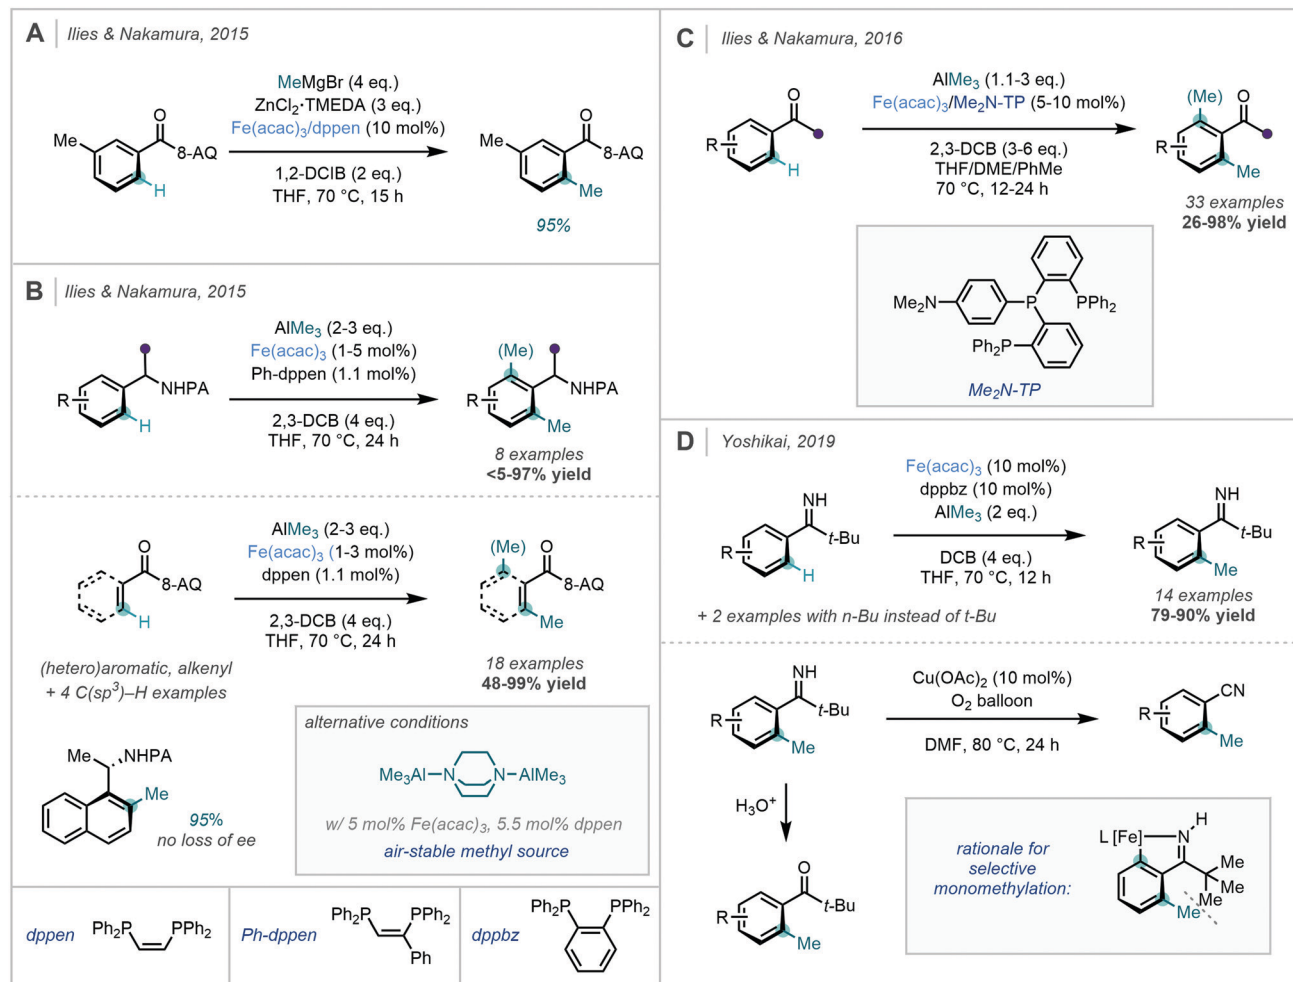 A
Ilies & Nakamura, 2015
MeMgBr (4 eq.)
ZnCl2·TMEDA (3 eq.)
Fe(acac)3/dppen (10 mol%)
1,2-DCIB (2 eq.)
THF, 70 °C, 15 h
Me
O
8-AQ
H
Me
O
8-AQ
Me
95%
B
Ilies & Nakamura, 2015
AlMe3 (2-3 eq.)
Fe(acac)3 (1-5 mol%)
Ph-dppen (1.1 mol%)
2,3-DCB (4 eq.)
THF, 70 °C, 24 h
R
NHPA
H
(Me)
R
NHPA
Me
8 examples
<5-97% yield
AlMe3 (2-3 eq.)
Fe(acac)3 (1-3 mol%)
dppen (1.1 mol%)
2,3-DCB (4 eq.)
THF, 70 °C, 24 h
O
8-AQ
H
(Me)
O
8-AQ
Me
(hetero)aromatic, alkenyl
+ 4 C(sp3)–H examples
18 examples
48-99% yield
Me
NHPA
Me
95%
no loss of ee
alternative conditions
Me3Al
N
N
AlMe3
w/ 5 mol% Fe(acac)3, 5.5 mol% dppen
air-stable methyl source
dppen
Ph2P
PPh2
Ph-dppen
Ph2P
PPh2
Ph
dppbz
Ph2P
PPh2
C
Ilies & Nakamura, 2016
AlMe3 (1.1-3 eq.)
Fe(acac)3/Me2N-TP (5-10 mol%)
2,3-DCB (3-6 eq.)
THF/DME/PhMe
70 °C, 12-24 h
R
O
H
(Me)
O
R
Me
33 examples
26-98% yield
Me2N
P
PPh2
Ph2P
Me2N-TP
D
Yoshikai, 2019
Fe(acac)3 (10 mol%)
dppbz (10 mol%)
AlMe3 (2 eq.)
DCB (4 eq.)
THF, 70 °C, 12 h
NH
R
t-Bu
H
NH
R
t-Bu
Me
+ 2 examples with n-Bu instead of t-Bu
14 examples
79-90% yield
NH
R
t-Bu
Me
Cu(OAc)2 (10 mol%)
O2 balloon
DMF, 80 °C, 24 h
CN
R
Me
H3O+
O
R
t-Bu
Me
rationale for
selective
monomethylation:
L [Fe]
N
H
Me
Me
Me
Me